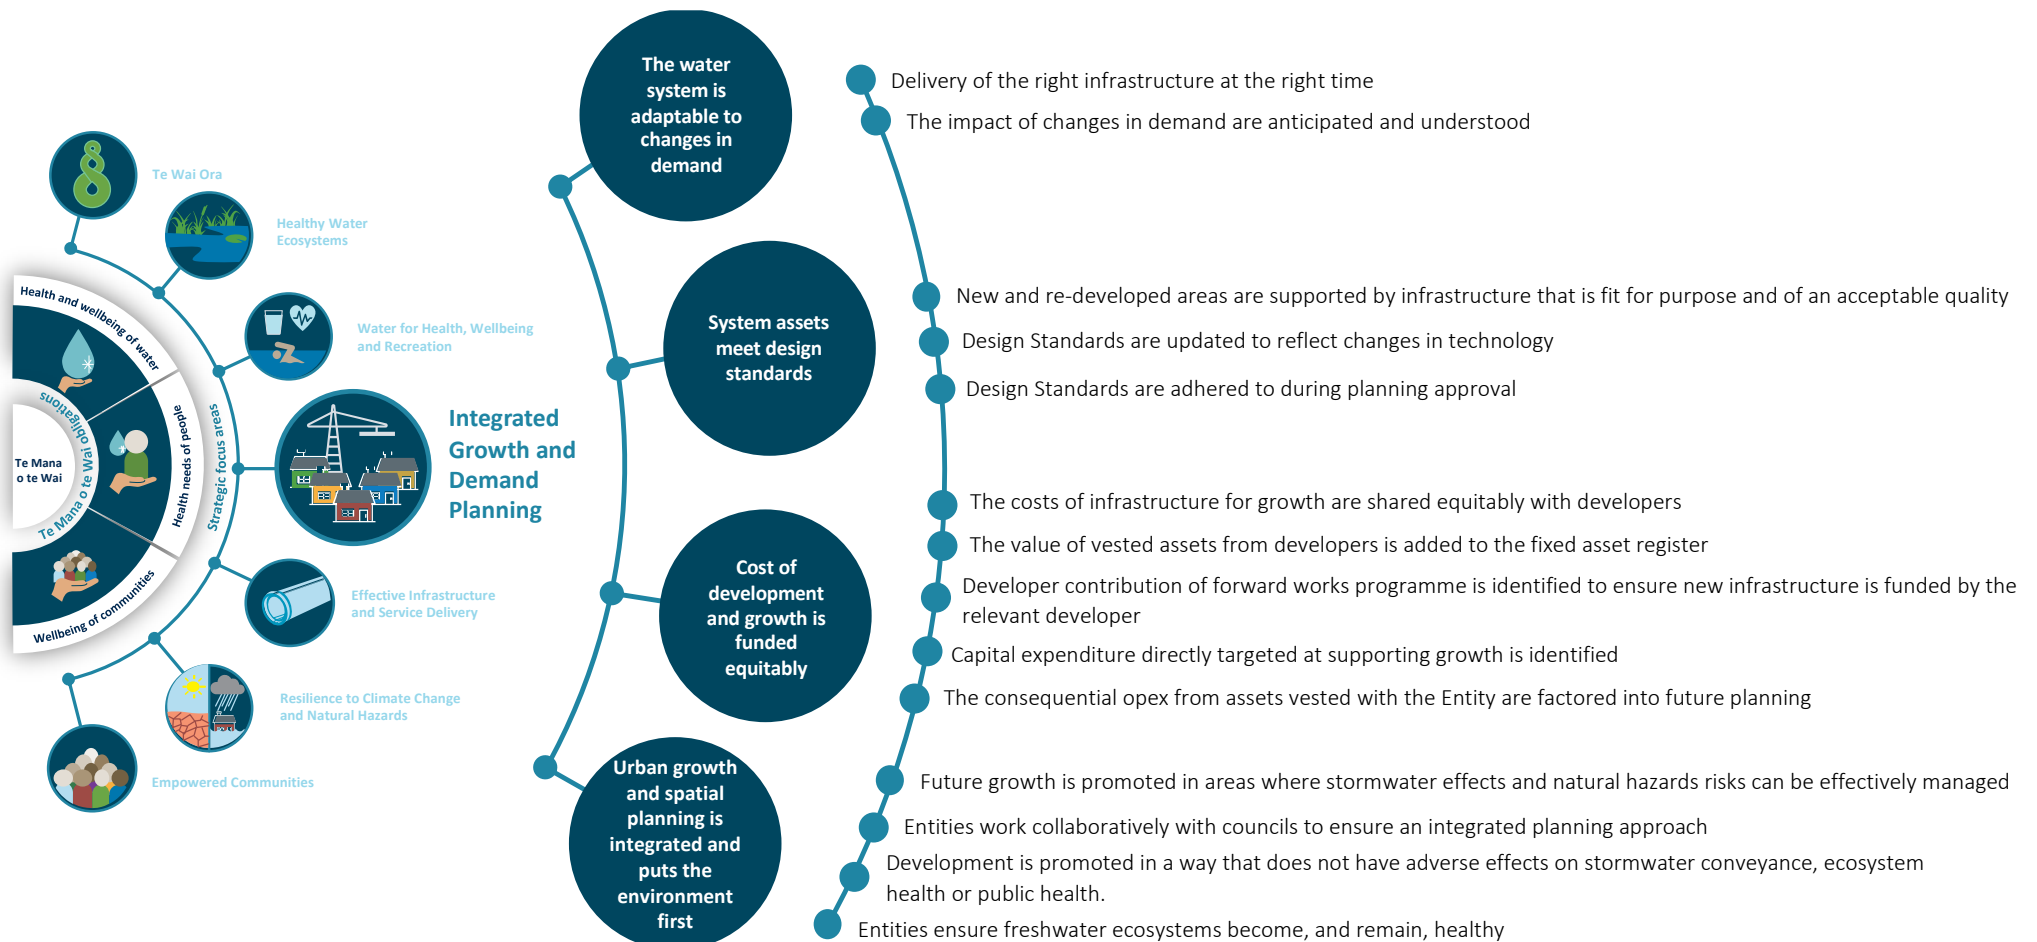 Te Mana
o te Wai
Te Mana o te Wai obligations
Health and wellbeing of water
Health needs of people
Wellbeing of communities
Strategic focus areas
Te Wai Ora
Healthy Water
Ecosystems
Water for Health, Wellbeing
and Recreation
Integrated
Growth and
Demand
Planning
Effective Infrastructure
and Service Delivery
Resilience to Climate Change
and Natural Hazards
Empowered Communities
The water
system is
adaptable to
changes in
demand
Delivery of the right infrastructure at the right time
The impact of changes in demand are anticipated and understood
System assets
meet design
standards
New and re-developed areas are supported by infrastructure that is fit for purpose and of an acceptable quality
Design Standards are updated to reflect changes in technology
Design Standards are adhered to during planning approval
Cost of
development
and growth is
funded
equitably
The costs of infrastructure for growth are shared equitably with developers
The value of vested assets from developers is added to the fixed asset register
Developer contribution of forward works programme is identified to ensure new infrastructure is funded by the
relevant developer
Capital expenditure directly targeted at supporting growth is identified
The consequential opex from assets vested with the Entity are factored into future planning
Urban growth
and spatial
planning is
integrated and
puts the
environment
first
Future growth is promoted in areas where stormwater effects and natural hazards risks can be effectively managed
Entities work collaboratively with councils to ensure an integrated planning approach
Development is promoted in a way that does not have adverse effects on stormwater conveyance, ecosystem
health or public health.
Entities ensure freshwater ecosystems become, and remain, healthy